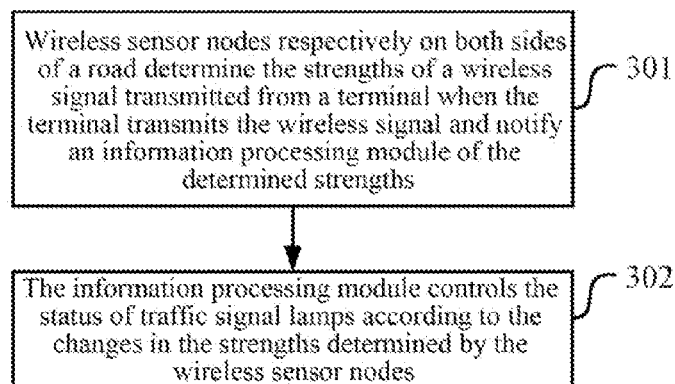 Wireless sensor nodes respectively on both sides
of a road determine the strengths of a wireless
signal transmitted from a terminal when the
terminal transmits the wireless signal and notify
an information processing module of the
determined strengths
301
The information processing module controls the
status of traffic signal lamps according to the
changes in the strengths determined by the
wireless sensor nodes
302